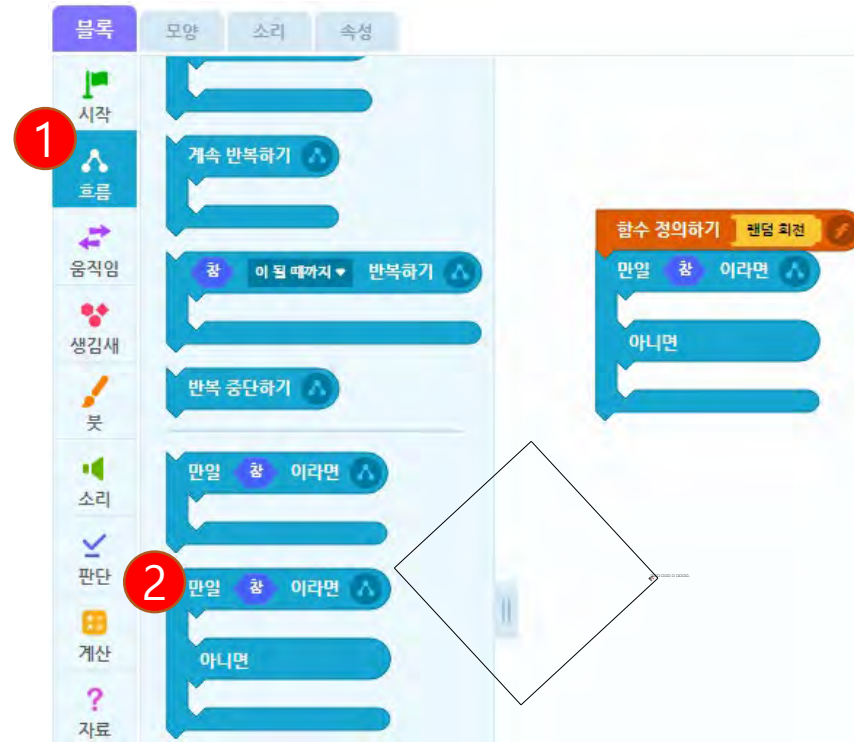 블록
모양
소리
속성
시작
1
흐름
움직임
생김새
붓
소리
판단
계산
자료
계속 반복하기
참 이 될 때까지 ▼ 반복하기
반복 중단하기
만일 참 이라면
2
만일 참 이라면
아니면
함수 정의하기 랜덤 회전 f
만일 참 이라면
아니면